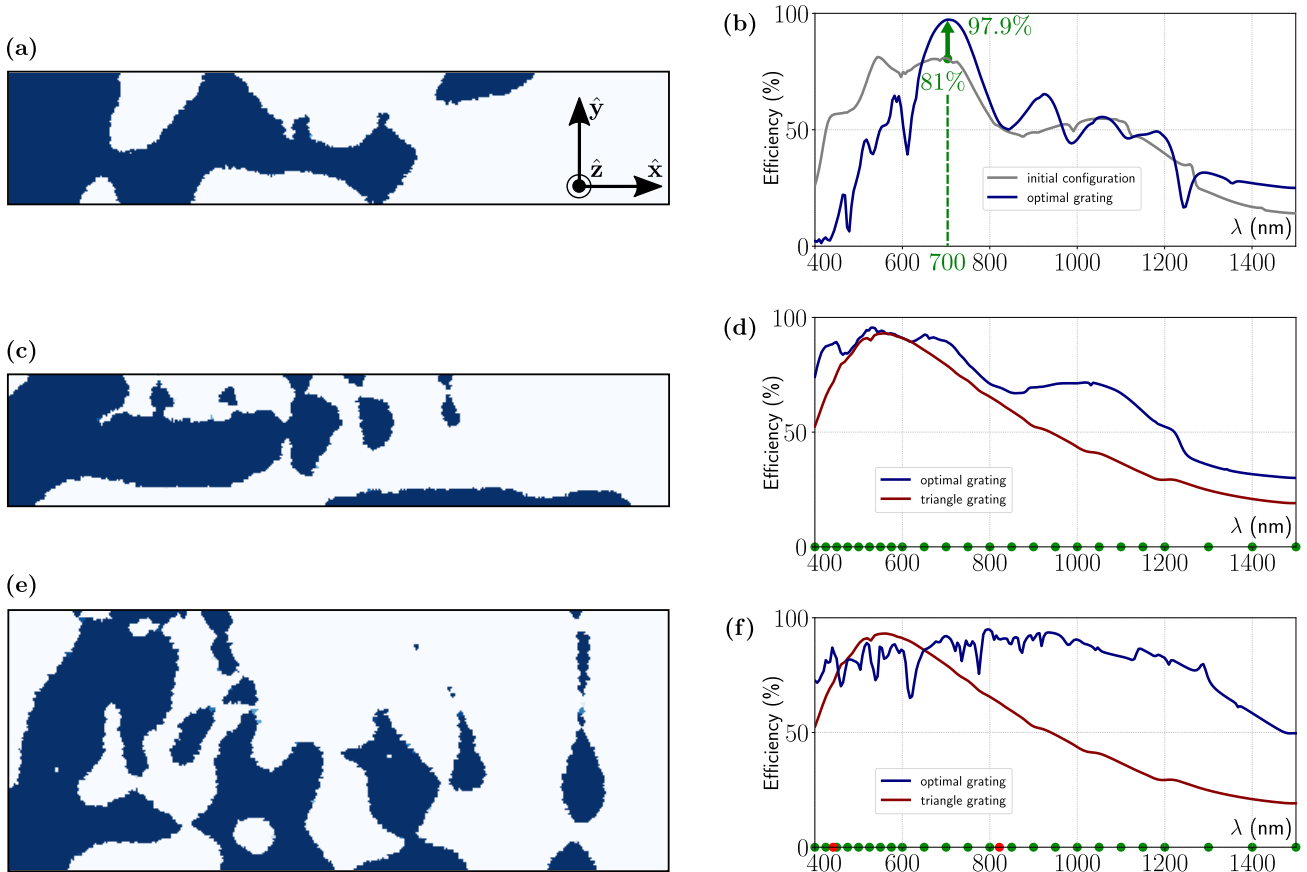 (a)
ŷ
ẑ
x̂
(b)
Efficiency (%)
100
50
0
97.9%
81%
initial configuration
optimal grating
λ (nm)
400 600 700 800 1000 1200 1400
(c)
(d)
Efficiency (%)
100
50
0
optimal grating
triangle grating
λ (nm)
400 600 800 1000 1200 1400
(e)
(f)
Efficiency (%)
100
50
0
optimal grating
triangle grating
λ (nm)
400 600 800 1000 1200 1400